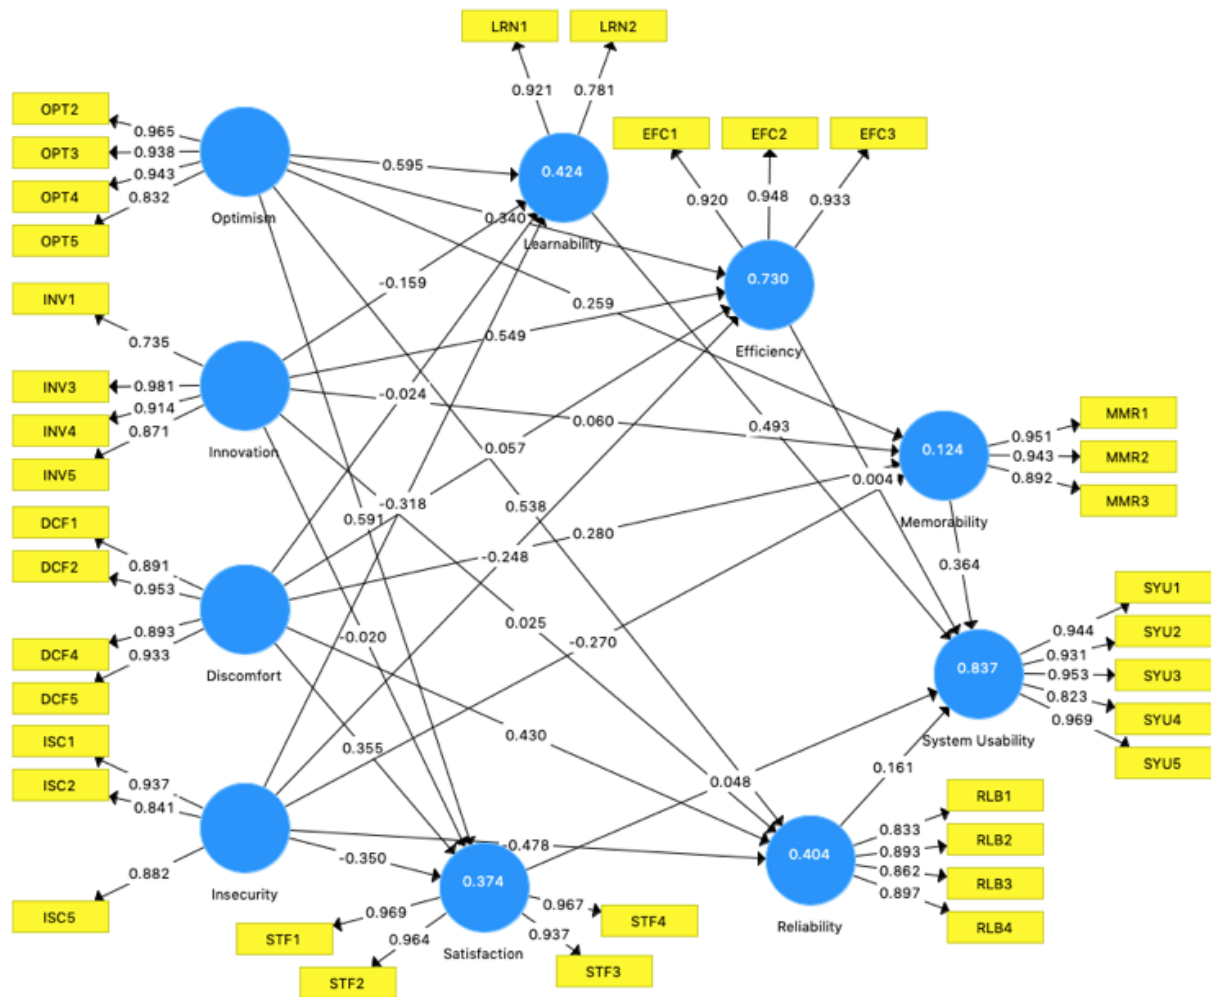 LRN1
LRN2
0.921
0.781
OPT2
OPT3
OPT4
OPT5
0.965
0.938
0.943
0.832
Optimism
0.595
0.424
Learnability
EFC1
EFC2
EFC3
0.920
0.948
0.933
0.730
Efficiency
0.340
-0.159
0.259
INV1
INV3
INV4
INV5
0.735
0.981
0.914
0.871
Innovation
0.549
-0.024
0.060
0.493
0.057
0.004
0.124
Memorability
0.951
0.943
0.892
MMR1
MMR2
MMR3
0.364
DCF1
DCF2
DCF4
DCF5
0.891
0.953
0.893
0.933
Discomfort
-0.318
0.591
0.538
0.280
-0.248
0.025
-0.020
-0.270
0.837
System Usability
0.944
0.931
0.953
0.823
0.969
SYU1
SYU2
SYU3
SYU4
SYU5
ISC1
ISC2
ISC5
0.937
0.841
0.882
Insecurity
0.355
0.430
0.048
0.161
-0.478
-0.350
0.374
Satisfaction
0.969
0.964
0.967
0.937
STF1
STF2
STF4
STF3
0.404
Reliability
0.833
0.893
0.862
0.897
RLB1
RLB2
RLB3
RLB4